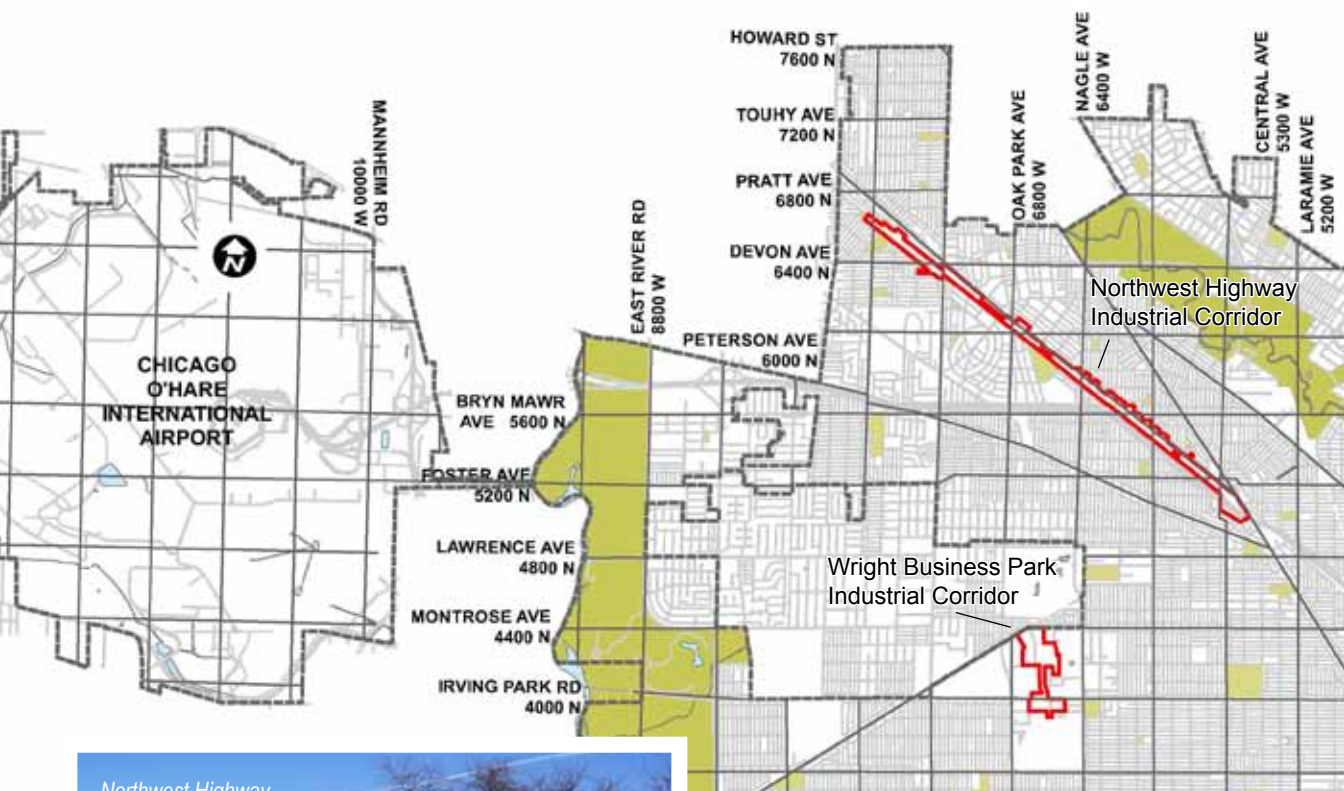 HOWARD ST
7600 N
TOUHY AVE
7200 N
PRATT AVE
6800 N
DEVON AVE
6400 N
PETERSON AVE
6000 N
NAGLE AVE
6400 W
OAK PARK AVE
6800 W
CENTRAL AVE
5300 W
LARAMIE AVE
5200 W
MANNHEIM RD
10000 W
EAST RIVER RD
8800 W
N
CHICAGO
O'HARE
INTERNATIONAL
AIRPORT
Northwest Highway
Industrial Corridor
BRYN MAWR
AVE 5600 N
FOSTER AVE
5200 N
LAWRENCE AVE
4800 N
MONTROSE AVE
4400 N
IRVING PARK RD
4000 N
Wright Business Park
Industrial Corridor
Northwest Highway